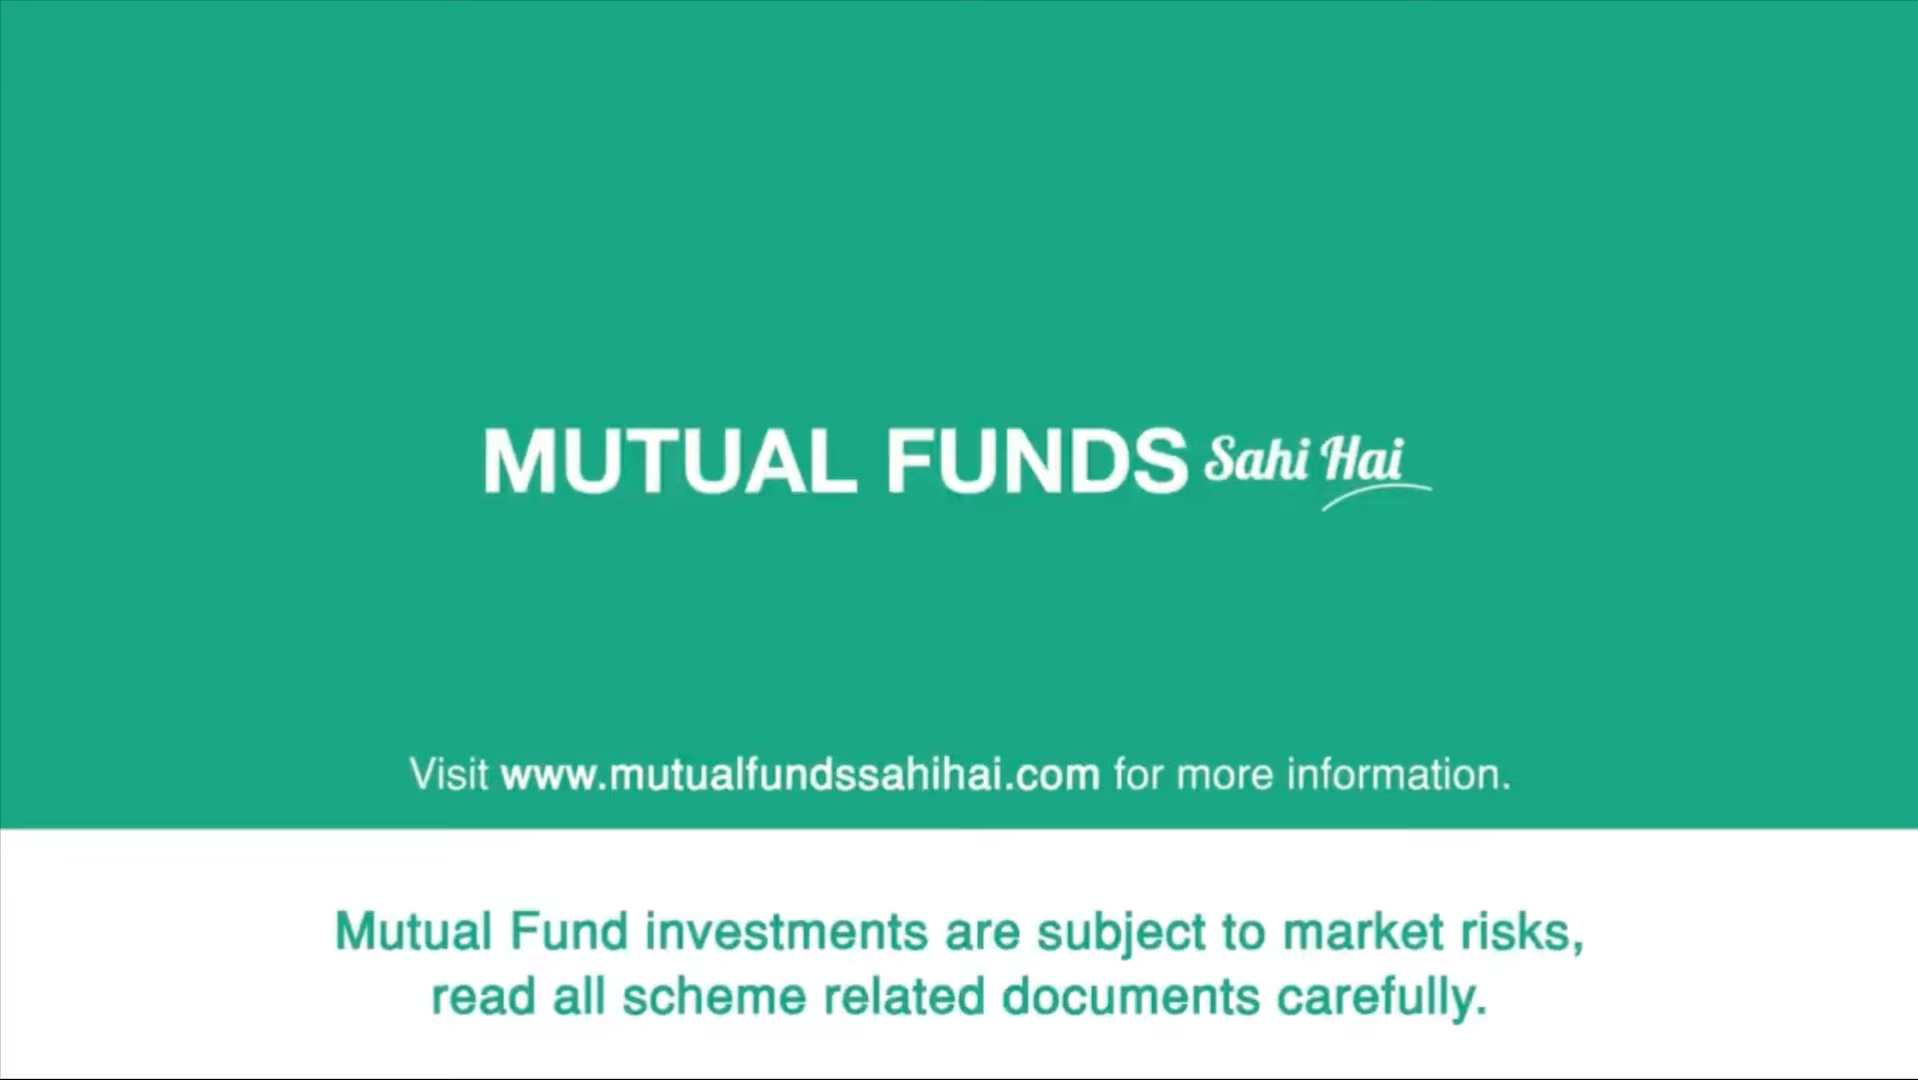 MUTUAL FUNDS Sahi Hai
Visit www.mutualfundssahihai.com for more information.
Mutual Fund investments are subject to market risks,
read all scheme related documents carefully.